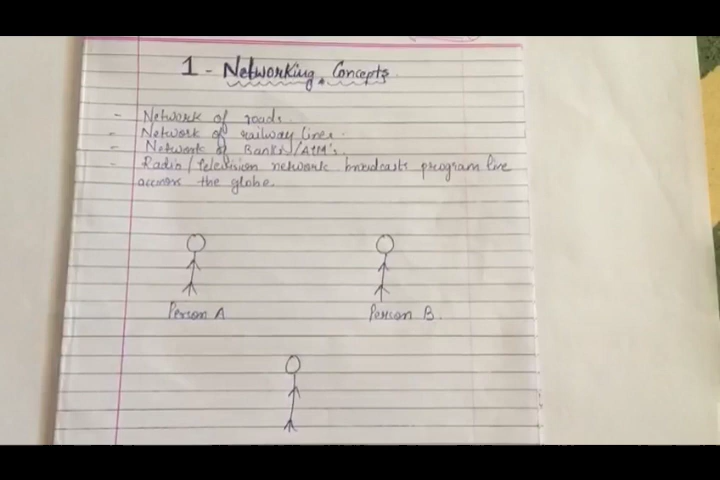 1 - Networking Concepts
- Network of roads.
- Network of railway lines.
- Network of Banks/ATM's.
- Radio/Television network broadcasts program live
accross the globe.
Person A Person B.